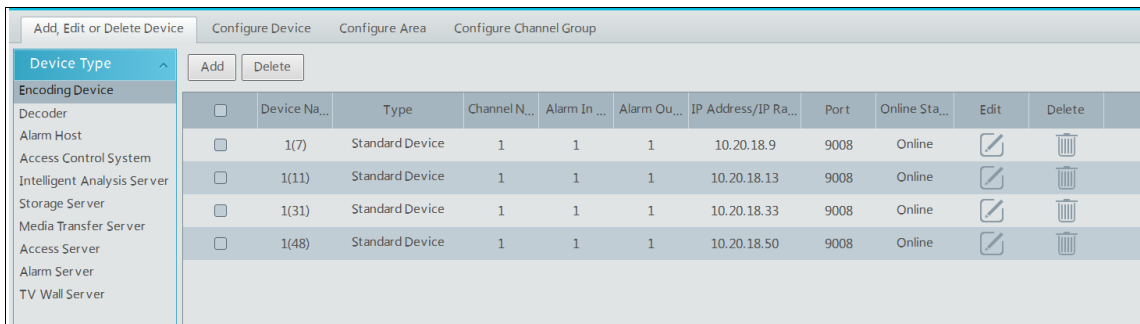 Add, Edit or Delete Device Configure Device Configure Area Configure Channel Group
Device Type Add Delete
Encoding Device
Decoder
Alarm Host
Access Control System
Intelligent Analysis Server
Storage Server
Media Transfer Server
Access Server
Alarm Server
TV Wall Server
Device Na... Type Channel N... Alarm In ... Alarm Ou... IP Address/IP Ra... Port Online Sta... Edit Delete
1(7) Standard Device 1 1 1 10.20.18.9 9008 Online
1(11) Standard Device 1 1 1 10.20.18.13 9008 Online
1(31) Standard Device 1 1 1 10.20.18.33 9008 Online
1(48) Standard Device 1 1 1 10.20.18.50 9008 Online